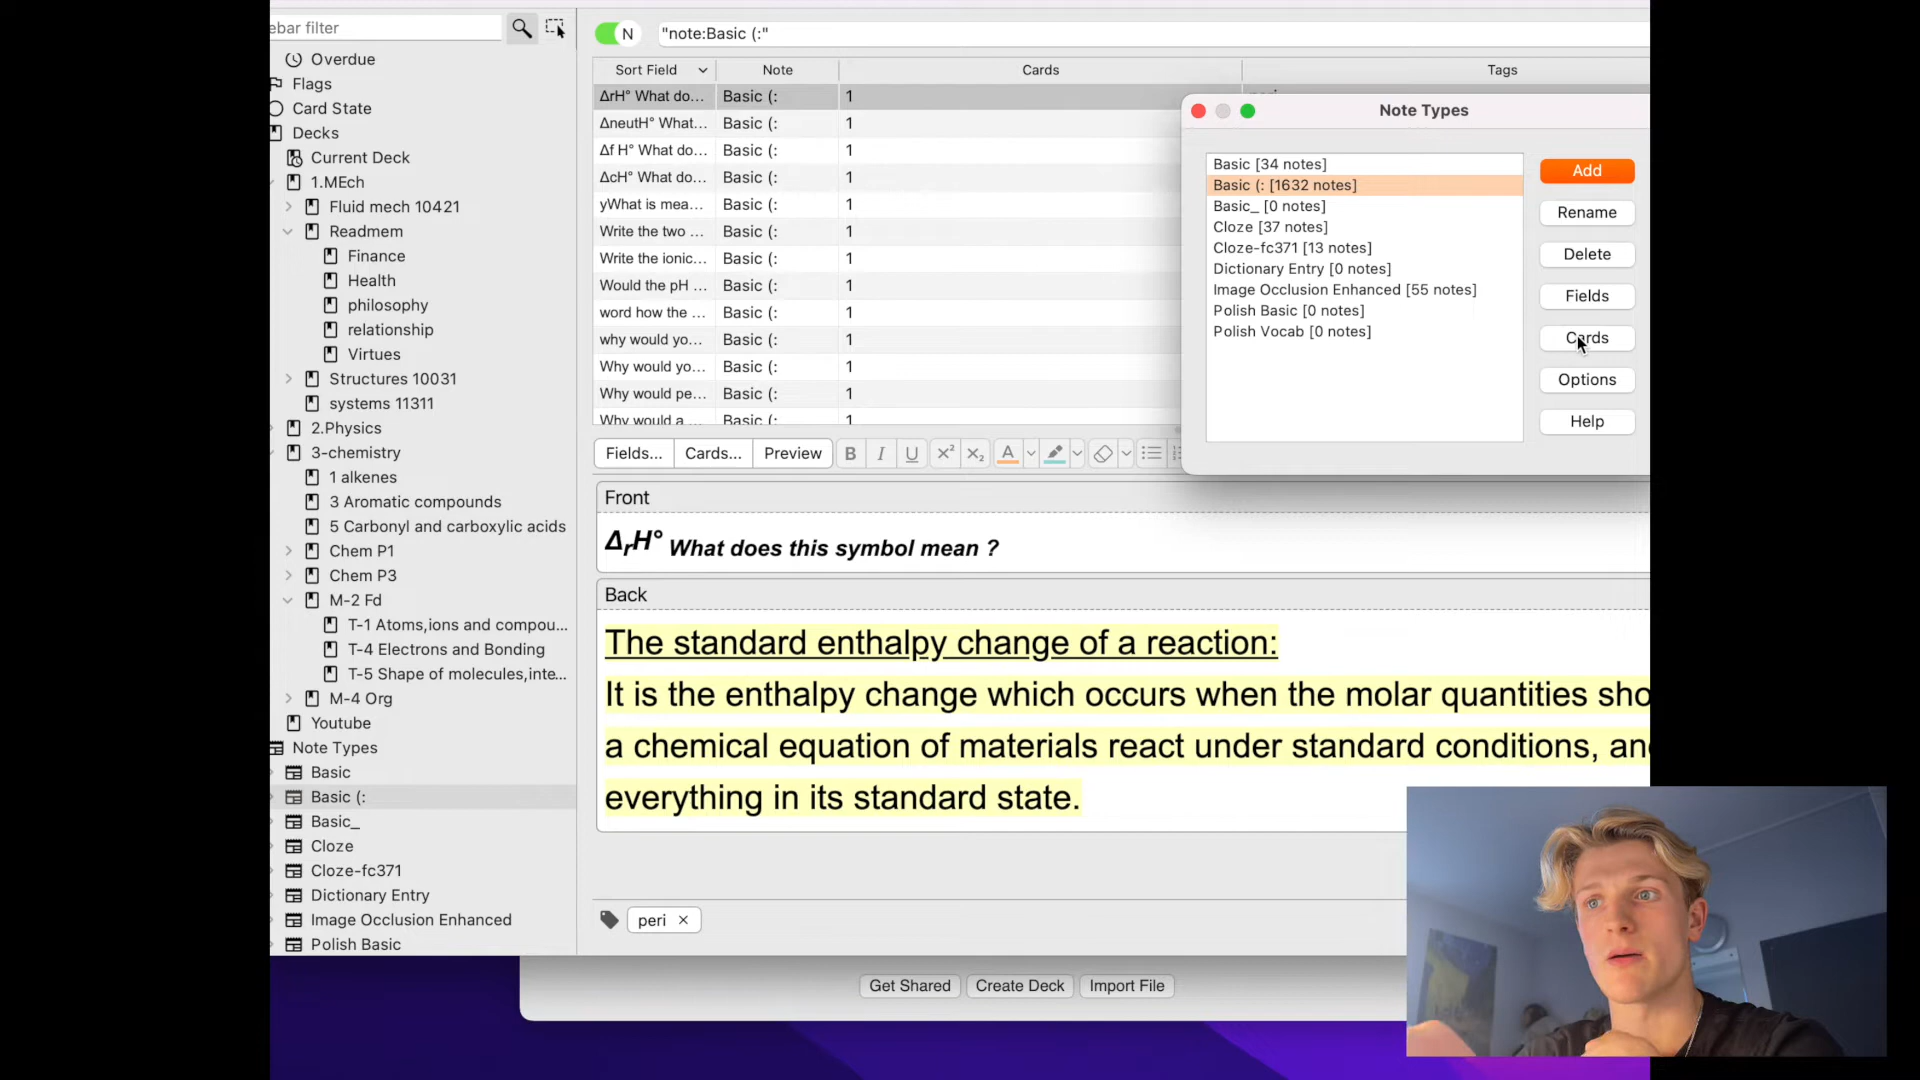 ebar filter
Overdue
Flags
Card State
Decks
Current Deck
1.MEch
Fluid mech 10421
Readmem
Finance
Health
philosophy
relationship
Virtues
Structures 10031
systems 11311
2.Physics
3-chemistry
1 alkenes
3 Aromatic compounds
5 Carbonyl and carboxylic acids
Chem P1
Chem P3
M-2 Fd
T-1 Atoms,ions and compou...
T-4 Electrons and Bonding
T-5 Shape of molecules,inte...
M-4 Org
Youtube
Note Types
Basic
Basic (:
Basic_
Cloze
Cloze-fc371
Dictionary Entry
Image Occlusion Enhanced
Polish Basic
N
"note:Basic (:"
Sort Field Note Cards Tags
ΔrH° What do... Basic (: 1
ΔneutH° What... Basic (: 1
Δf H° What do... Basic (: 1
ΔcH° What do... Basic (: 1
yWhat is mea... Basic (: 1
Write the two ... Basic (: 1
Write the ionic... Basic (: 1
Would the pH ... Basic (: 1
word how the ... Basic (: 1
why would yo... Basic (: 1
Why would yo... Basic (: 1
Why would pe... Basic (: 1
Why would a ... Basic (: 1
Note Types
Basic [34 notes]
Basic (: [1632 notes]
Basic_ [0 notes]
Cloze [37 notes]
Cloze-fc371 [13 notes]
Dictionary Entry [0 notes]
Image Occlusion Enhanced [55 notes]
Polish Basic [0 notes]
Polish Vocab [0 notes]
Add
Rename
Delete
Fields
Cards
Options
Help
Fields... Cards... Preview B I U X² X₂ A
Front
ΔrH° What does this symbol mean ?
Back
The standard enthalpy change of a reaction:
It is the enthalpy change which occurs when the molar quantities sho
a chemical equation of materials react under standard conditions, an
everything in its standard state.
peri ×
Get Shared Create Deck Import File